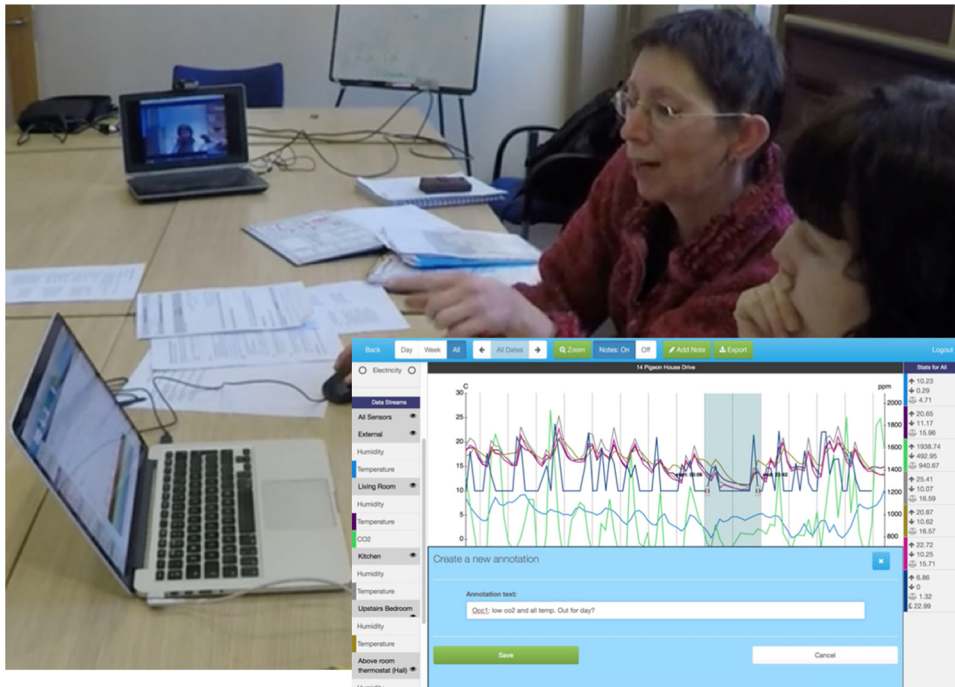 Back Day Week All All Dates Zoom Notes: On Off Add Note Export Logout
Electricity
14 Pigeon House Drive
Stats for All
Data Streams
All Sensors
External
Humidity
Temperature
Living Room
Humidity
Temperature
CO2
Kitchen
Humidity
Temperature
Upstairs Bedroom
Humidity
Temperature
Above room
thermostat (Hall)
Humidity
C
30
25
20
15
10
5
0
ppm
2000
1800
1600
1400
1200
1000
800
10.23
0.29
4.71
20.65
11.17
15.96
1938.74
492.95
940.67
25.41
10.07
16.59
20.87
10.62
16.57
22.72
10.25
15.71
6.86
0
1.32
£ 22.99
Create a new annotation
Annotation text:
Occ1: low co2 and all temp. Out for day?
Save Cancel